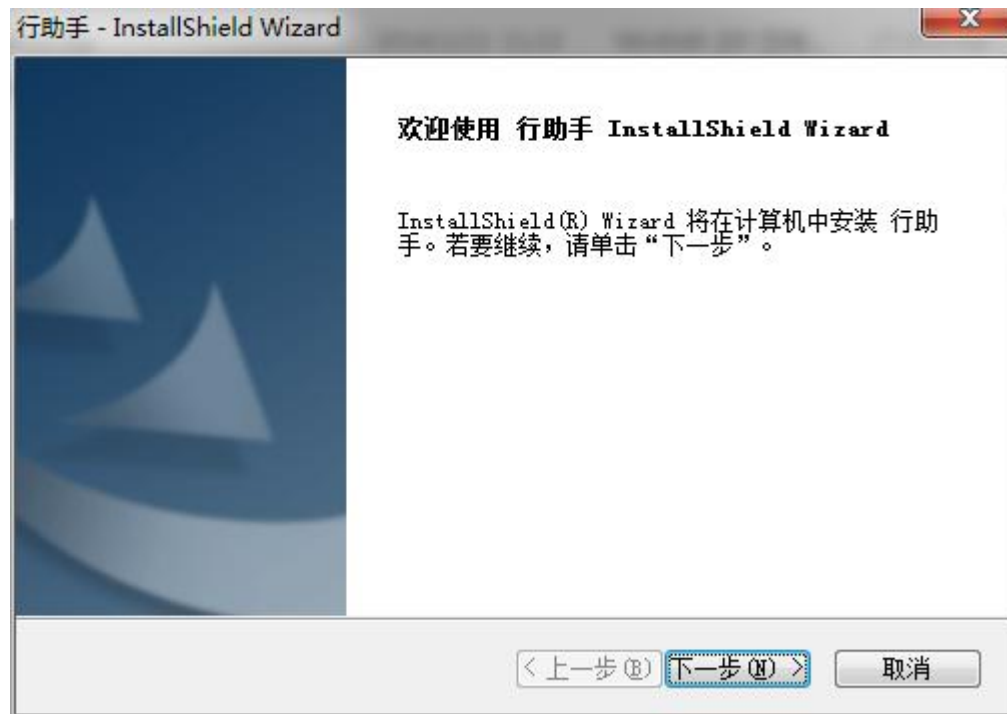 行助手 - InstallShield Wizard
欢迎使用 行助手 InstallShield Wizard
InstallShield(R) Wizard 将在计算机中安装 行助
手。若要继续，请单击“下一步”。
< 上一步(B) 下一步(N) > 取消